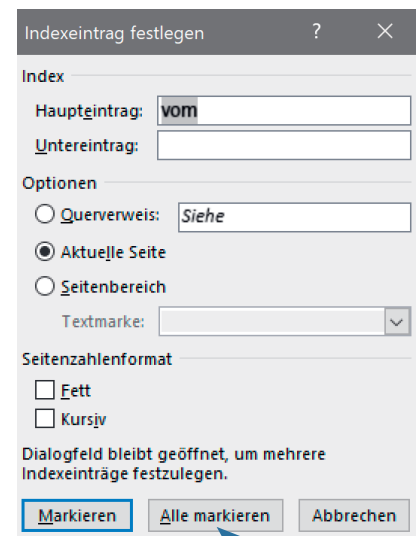 Indexeintrag festlegen ? ×
Index
Haupteintrag: vom
Untereintrag:
Optionen
Querverweis: Siehe
Aktuelle Seite
Seitenbereich
Textmarke:
Seitenzahlenformat
Fett
Kursiv
Dialogfeld bleibt geöffnet, um mehrere
Indexeinträge festzulegen.
Markieren Alle markieren Abbrechen